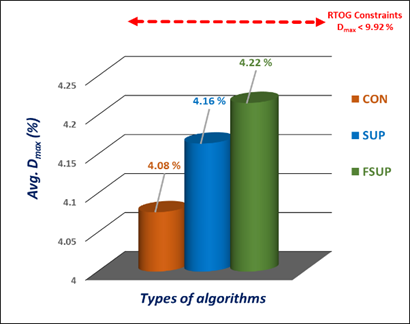 RTOG Constraints
Dmax < 9.92 %
4.22 %
4.16 %
4.08 %
4.25
4.2
4.15
4.1
4.05
4
Avg. Dmax (%)
CON
SUP
FSUP
Types of algorithms